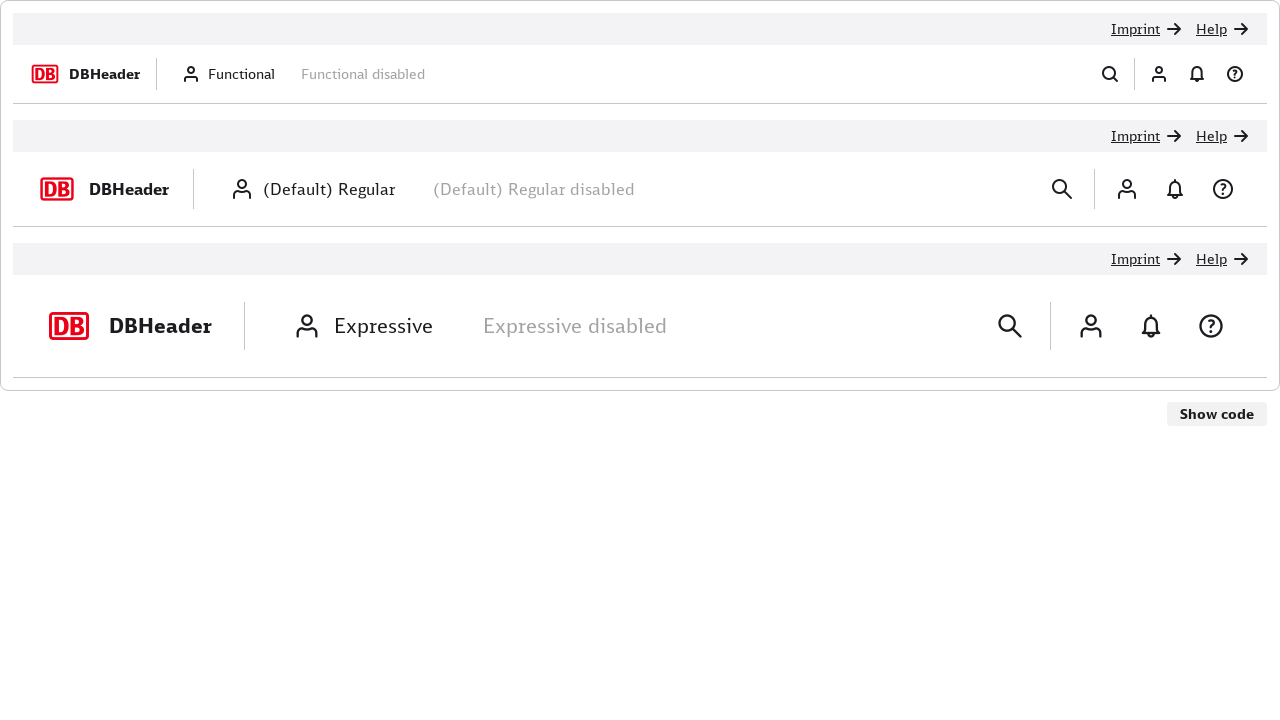 Imprint Help
DB DBHeader Functional Functional disabled
Imprint Help
DB DBHeader (Default) Regular (Default) Regular disabled
Imprint Help
DB DBHeader Expressive Expressive disabled
Show code